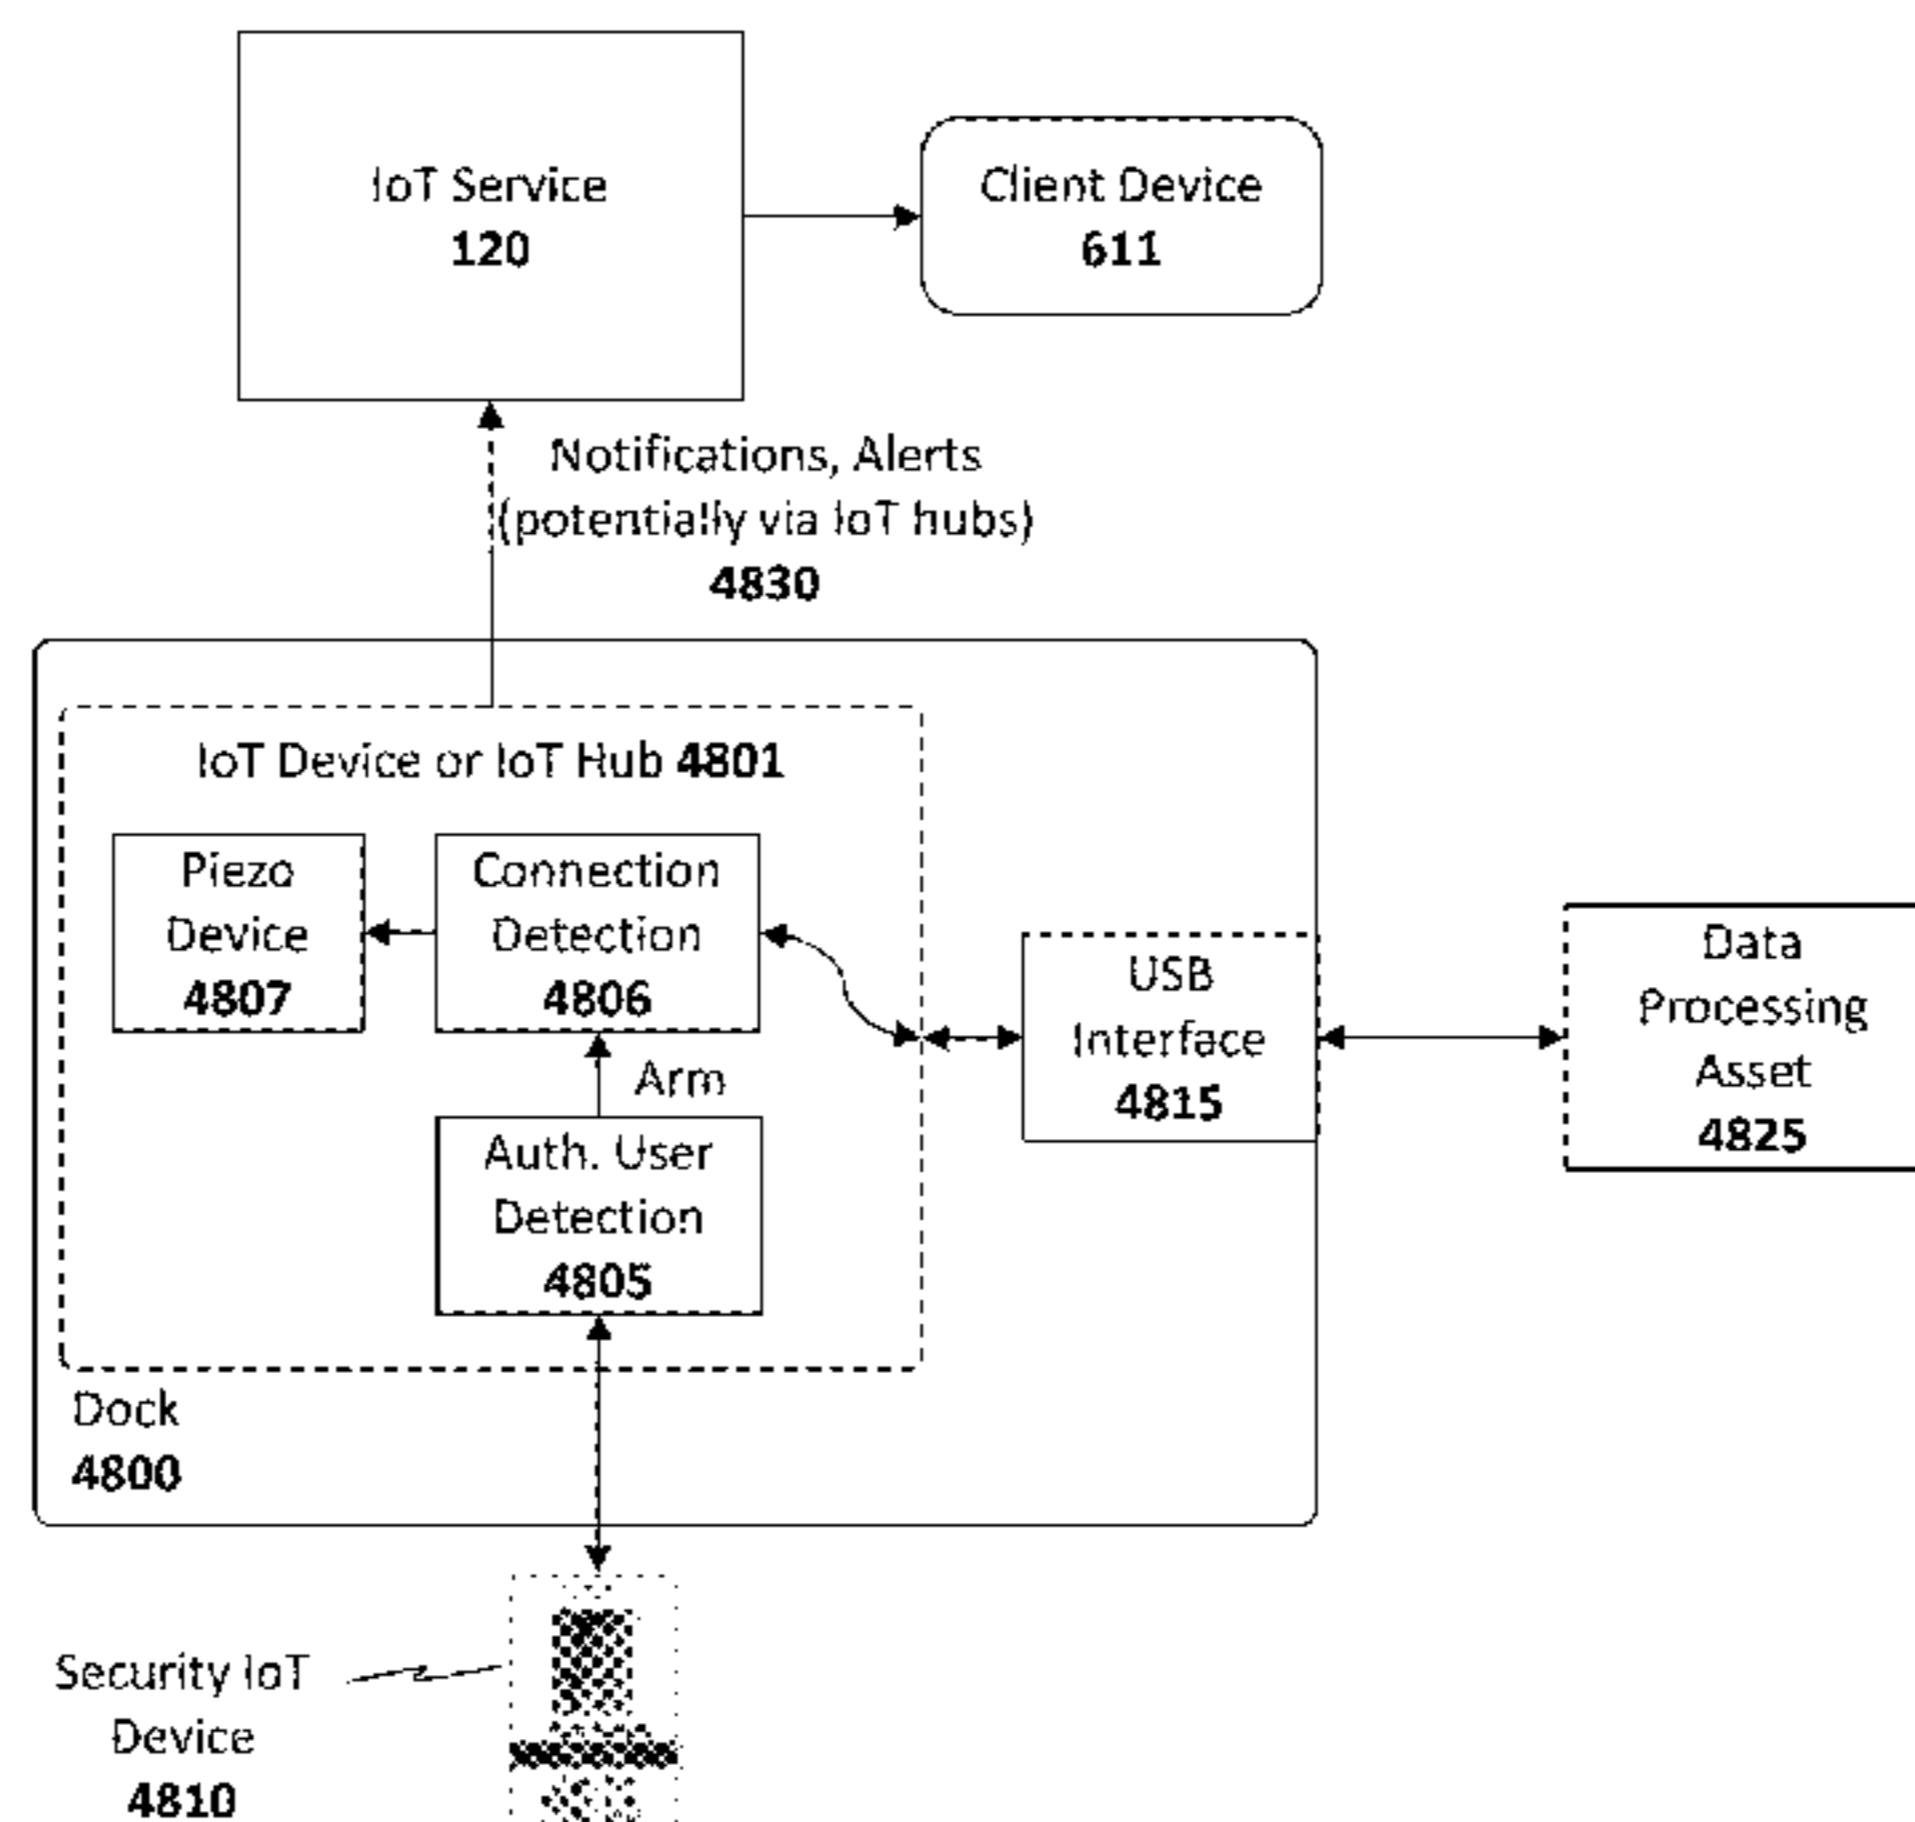 IoT Service
120
Client Device
611
Notifications, Alerts
(potentially via IoT hubs)
4830
IoT Device or IoT Hub 4801
Piezo
Device
4807
Connection
Detection
4806
Arm
Auth. User
Detection
4805
USB
Interface
4815
Data
Processing
Asset
4825
Dock
4800
Security IoT
Device
4810